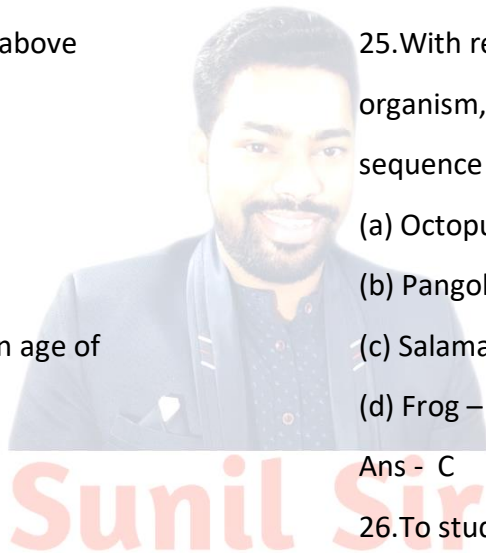 above
n age of
25.With re
organism,
sequence
(a) Octopu
(b) Pangol
(c) Salama
(d) Frog –
Ans - C
26.To stud
Sunil Sir